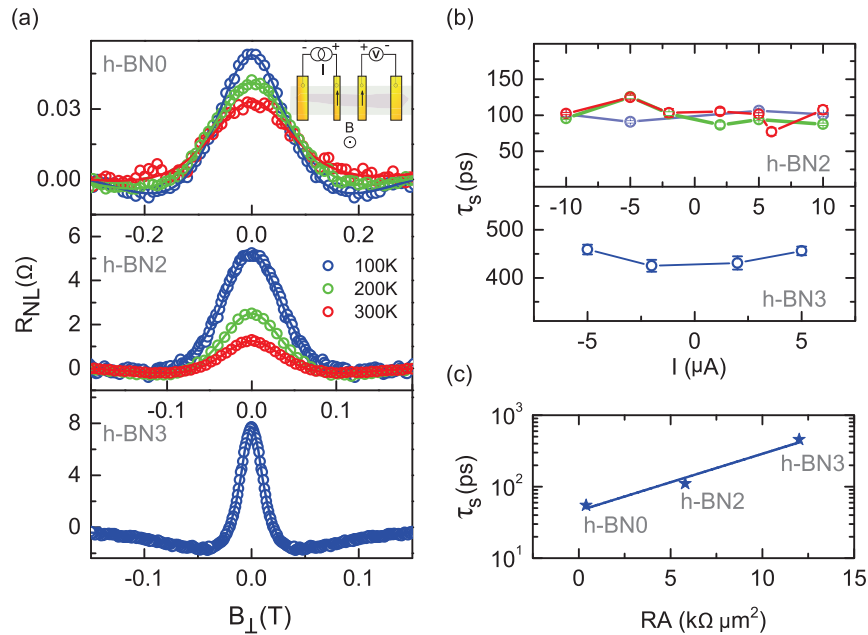 (a)
h-BN0
- + + -
I
V
B
0.03
0.00
-0.2 0.0 0.2
h-BN2
100K
200K
300K
6
4
2
0
-0.1 0.0 0.1
R_NL(Ω)
h-BN3
8
4
0
-0.1 0.0 0.1
B⊥(T)
(b)
200
150
100
50
h-BN2
-10 -5 0 5 10
τs(ps)
500
400
h-BN3
-5 0 5
I (µA)
(c)
10³
10²
10¹
τs(ps)
h-BN0
h-BN2
h-BN3
0 5 10 15
RA (kΩ µm²)